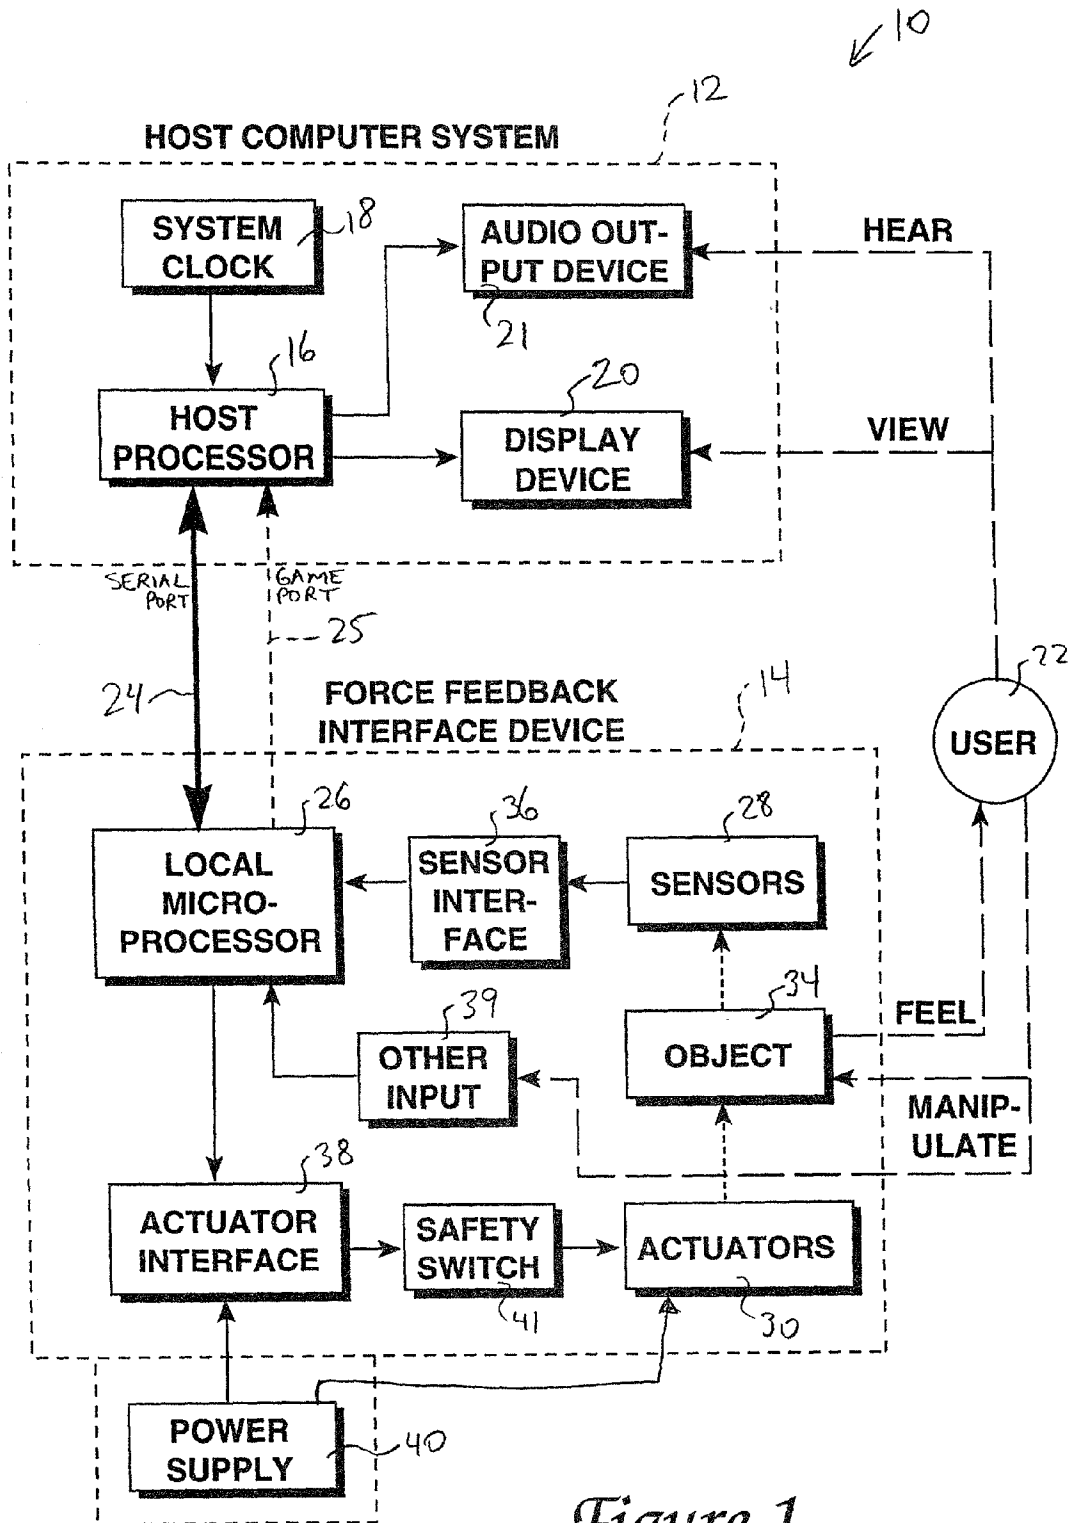 10
12
HOST COMPUTER SYSTEM
SYSTEM
CLOCK
18
AUDIO OUT-
PUT DEVICE
21
HEAR
16
HOST
PROCESSOR
20
DISPLAY
DEVICE
VIEW
SERIAL
PORT
GAME
PORT
25
24
FORCE FEEDBACK
INTERFACE DEVICE
14
22
USER
26
LOCAL
MICRO-
PROCESSOR
36
SENSOR
INTER-
FACE
28
SENSORS
39
OTHER
INPUT
34
OBJECT
FEEL
MANIP-
ULATE
38
ACTUATOR
INTERFACE
SAFETY
SWITCH
41
ACTUATORS
30
POWER
SUPPLY
40
Figure 1